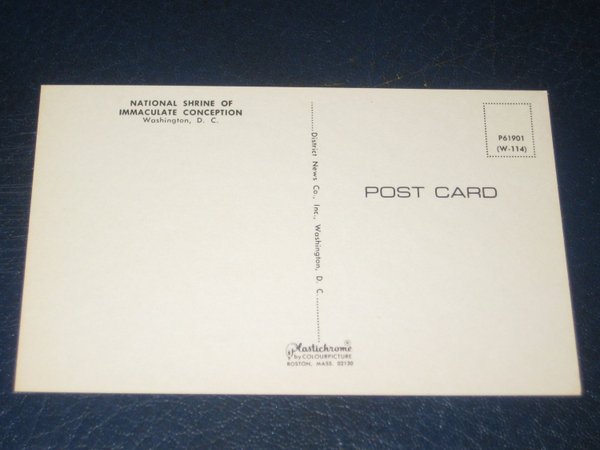 NATIONAL SHRINE OF
IMMACULATE CONCEPTION
Washington, D. C.
District News Co., Inc., Washington, D. C.
P61901
(W-114)
POST CARD
Plastichrome ®
by COLOURPICTURE
BOSTON, MASS. 02130